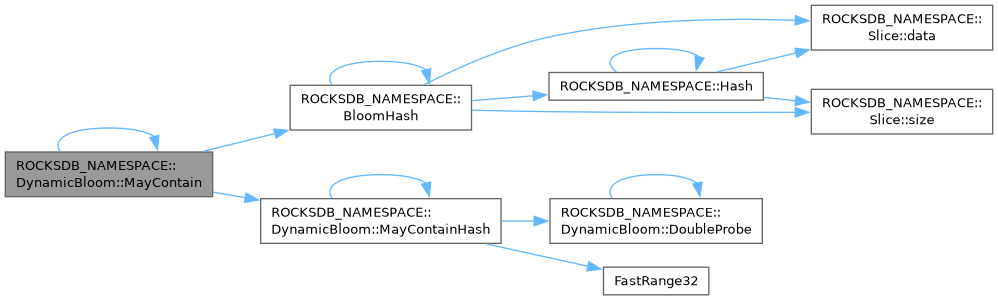 ROCKSDB_NAMESPACE::
DynamicBloom::MayContain
ROCKSDB_NAMESPACE::
BloomHash
ROCKSDB_NAMESPACE::Hash
ROCKSDB_NAMESPACE::
Slice::data
ROCKSDB_NAMESPACE::
Slice::size
ROCKSDB_NAMESPACE::
DynamicBloom::MayContainHash
ROCKSDB_NAMESPACE::
DynamicBloom::DoubleProbe
FastRange32